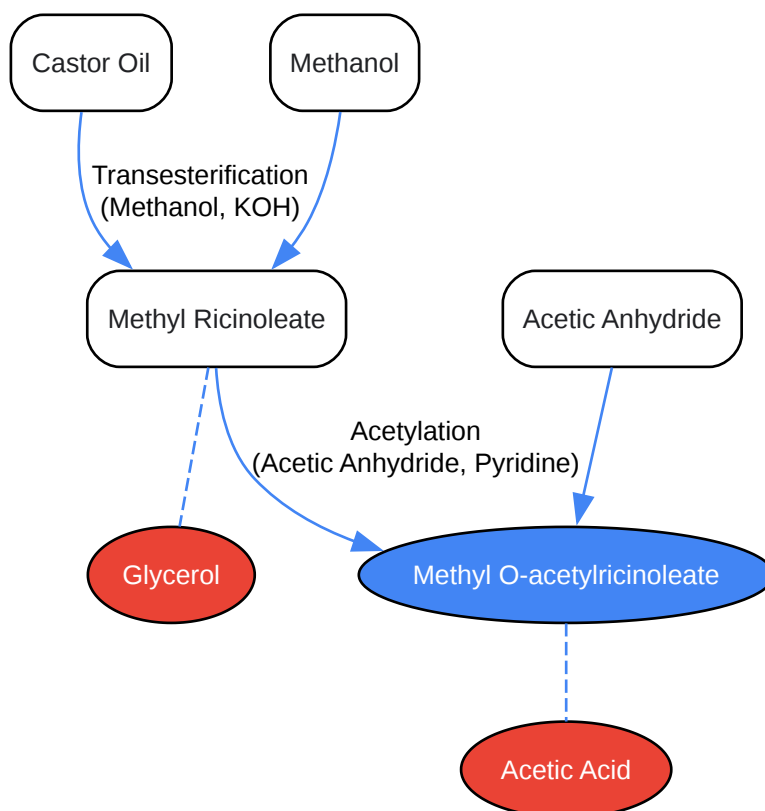 Castor Oil
Methanol
Transesterification
(Methanol, KOH)
Methyl Ricinoleate
Acetic Anhydride
Acetylation
(Acetic Anhydride, Pyridine)
Glycerol
Methyl O-acetylricinoleate
Acetic Acid